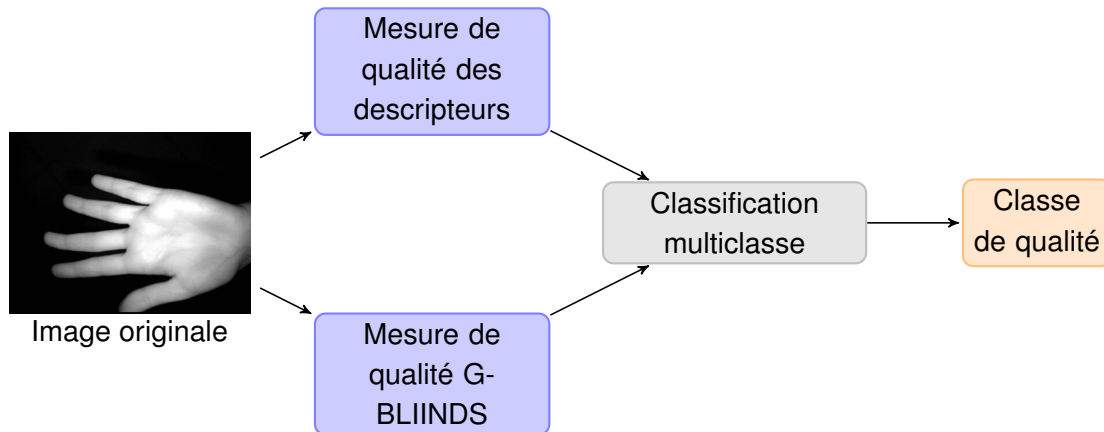 Mesure de
qualité des
descripteurs
Image originale
Classification
multiclasse
Classe
de qualité
Mesure de
qualité G-
BLIINDS